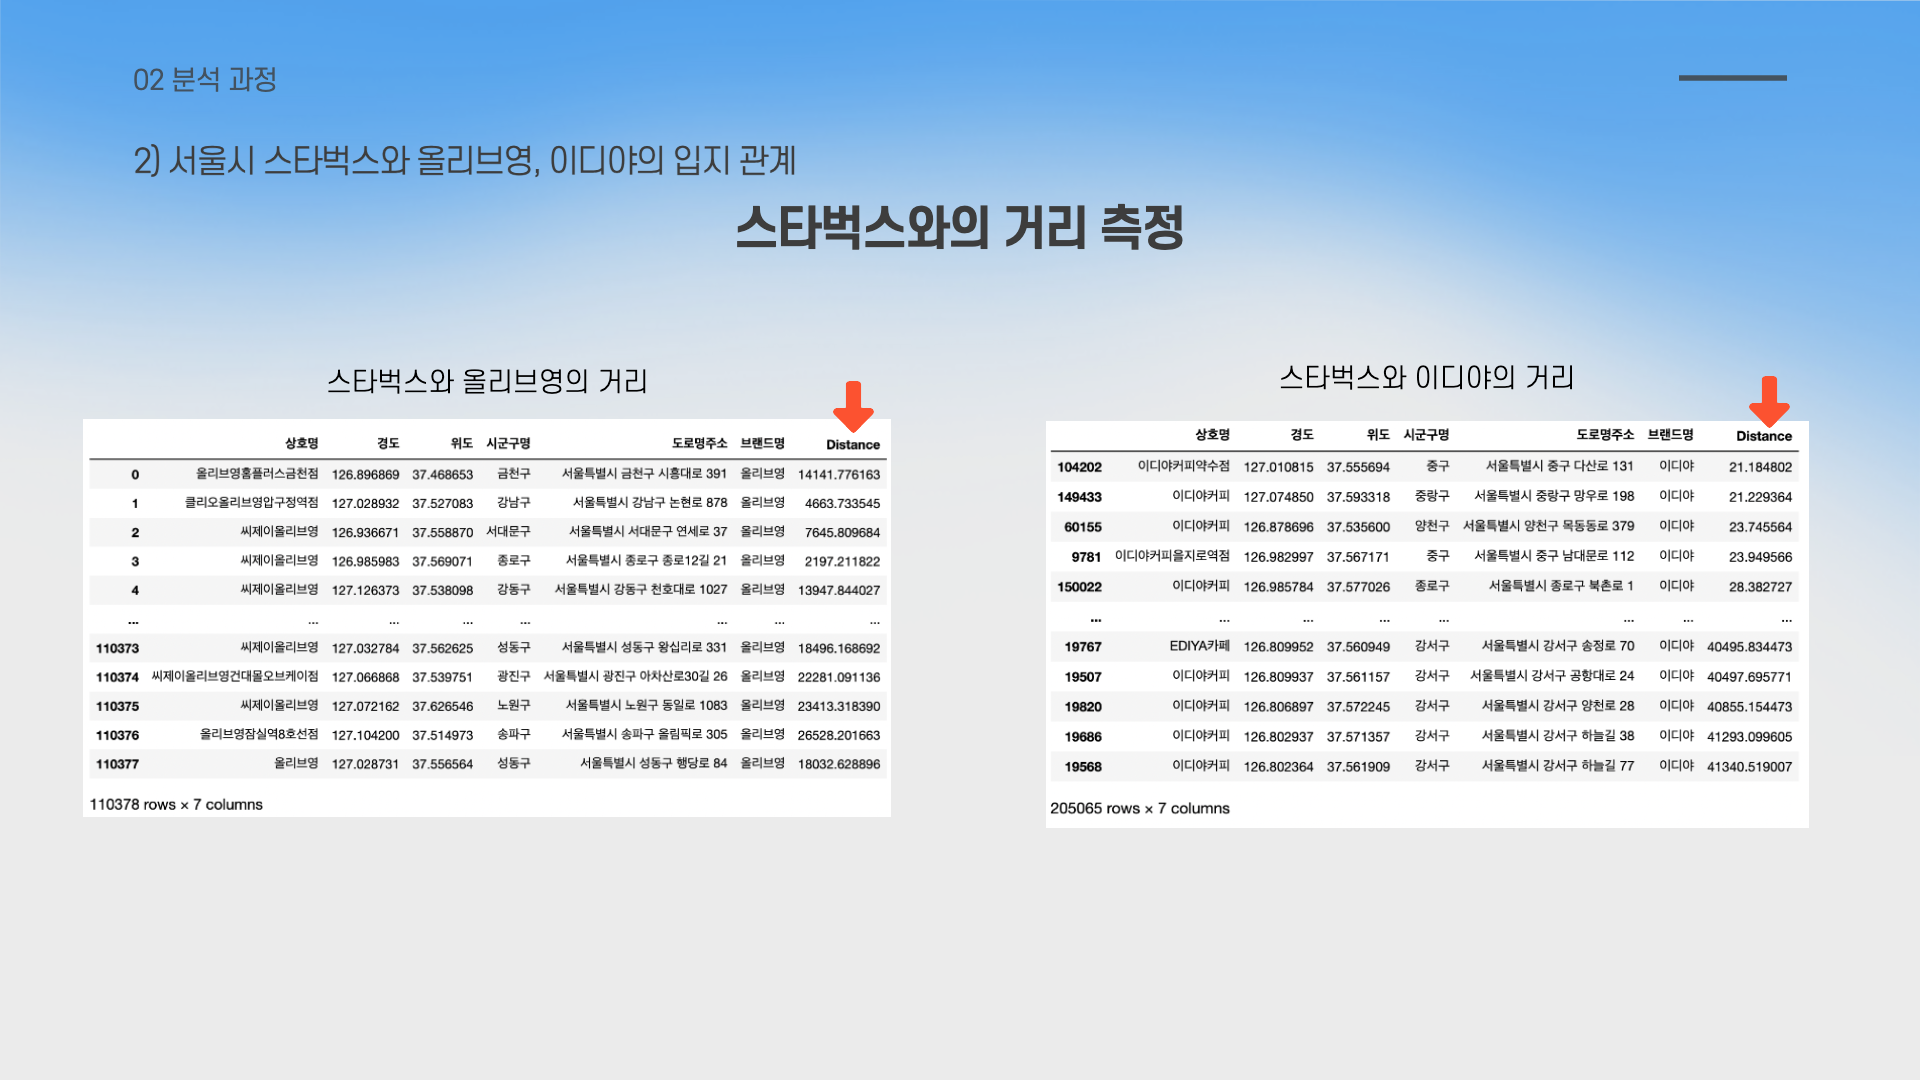 02 분석 과정
2) 서울시 스타벅스와 올리브영, 이디야의 입지 관계
스타벅스와의 거리 측정
스타벅스와 올리브영의 거리
상호명 경도 위도 시군구명 도로명주소 브랜드명 Distance
0 올리브영홈플러스금천점 126.896869 37.468653 금천구 서울특별시 금천구 시흥대로 391 올리브영 14141.776163
1 클리오올리브영압구정역점 127.028932 37.527083 강남구 서울특별시 강남구 논현로 878 올리브영 4663.733545
2 씨제이올리브영 126.936671 37.558870 서대문구 서울특별시 서대문구 연세로 37 올리브영 7645.809684
3 씨제이올리브영 126.985983 37.569071 종로구 서울특별시 종로구 종로12길 21 올리브영 2197.211822
4 씨제이올리브영 127.126373 37.538098 강동구 서울특별시 강동구 천호대로 1027 올리브영 13947.844027
... ... ... ... ... ... ... ...
110373 씨제이올리브영 127.032784 37.562625 성동구 서울특별시 성동구 왕십리로 331 올리브영 18496.168692
110374 씨제이올리브영건대몰오브케이점 127.066868 37.539751 광진구 서울특별시 광진구 아차산로30길 26 올리브영 22281.091136
110375 씨제이올리브영 127.072162 37.626546 노원구 서울특별시 노원구 동일로 1083 올리브영 23413.318390
110376 올리브영잠실역8호선점 127.104200 37.514973 송파구 서울특별시 송파구 올림픽로 305 올리브영 26528.201663
110377 올리브영 127.028731 37.556564 성동구 서울특별시 성동구 행당로 84 올리브영 18032.628896
110378 rows × 7 columns
스타벅스와 이디야의 거리
상호명 경도 위도 시군구명 도로명주소 브랜드명 Distance
104202 이디야커피약수점 127.010815 37.555694 중구 서울특별시 중구 다산로 131 이디야 21.184802
149433 이디야커피 127.074850 37.593318 중랑구 서울특별시 중랑구 망우로 198 이디야 21.229364
60155 이디야커피 126.878696 37.535600 양천구 서울특별시 양천구 목동동로 379 이디야 23.745564
9781 이디야커피을지로역점 126.982997 37.567171 중구 서울특별시 중구 남대문로 112 이디야 23.949566
150022 이디야커피 126.985784 37.577026 종로구 서울특별시 종로구 북촌로 1 이디야 28.382727
... ... ... ... ... ... ... ...
19767 EDIYA카페 126.809952 37.560949 강서구 서울특별시 강서구 송정로 70 이디야 40495.834473
19507 이디야커피 126.809937 37.561157 강서구 서울특별시 강서구 공항대로 24 이디야 40497.695771
19820 이디야커피 126.806897 37.572245 강서구 서울특별시 강서구 양천로 28 이디야 40855.154473
19686 이디야커피 126.802937 37.571357 강서구 서울특별시 강서구 하늘길 38 이디야 41293.099605
19568 이디야커피 126.802364 37.561909 강서구 서울특별시 강서구 하늘길 77 이디야 41340.519007
205065 rows × 7 columns